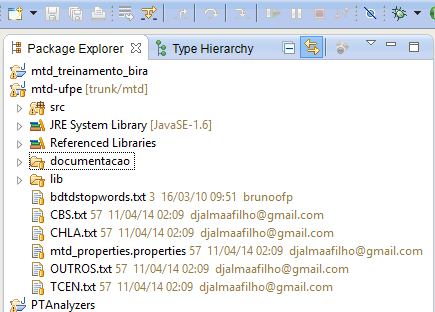 Package Explorer Type Hierarchy
mtd_treinamento_bira
mtd-ufpe [trunk/mtd]
src
JRE System Library [JavaSE-1.6]
Referenced Libraries
documentacao
lib
bdtdstopwords.txt 3 16/03/10 09:51 brunoofp
CBS.txt 57 11/04/14 02:09 djalmaafilho@gmail.com
CHLA.txt 57 11/04/14 02:09 djalmaafilho@gmail.com
mtd_properties.properties 57 11/04/14 02:09 djalmaafilho@gmail.com
OUTROS.txt 57 11/04/14 02:09 djalmaafilho@gmail.com
TCEN.txt 57 11/04/14 02:09 djalmaafilho@gmail.com
PTAnalyzers